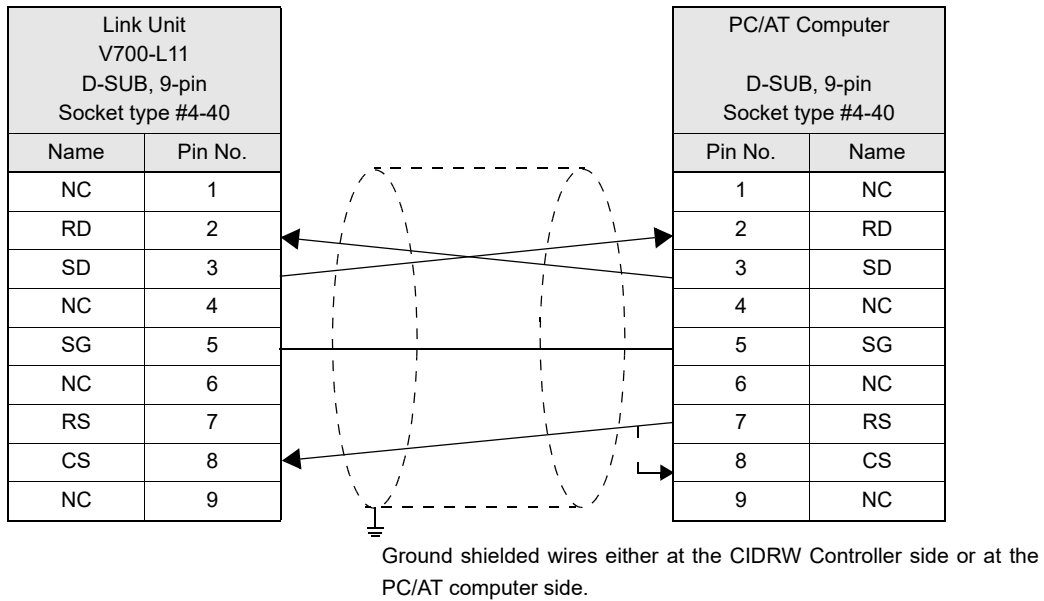 Link Unit
V700-L11
D-SUB, 9-pin
Socket type #4-40
Name Pin No.
NC 1
RD 2
SD 3
NC 4
SG 5
NC 6
RS 7
CS 8
NC 9
PC/AT Computer
D-SUB, 9-pin
Socket type #4-40
Pin No. Name
1 NC
2 RD
3 SD
4 NC
5 SG
6 NC
7 RS
8 CS
9 NC
Ground shielded wires either at the CIDRW Controller side or at the
PC/AT computer side.